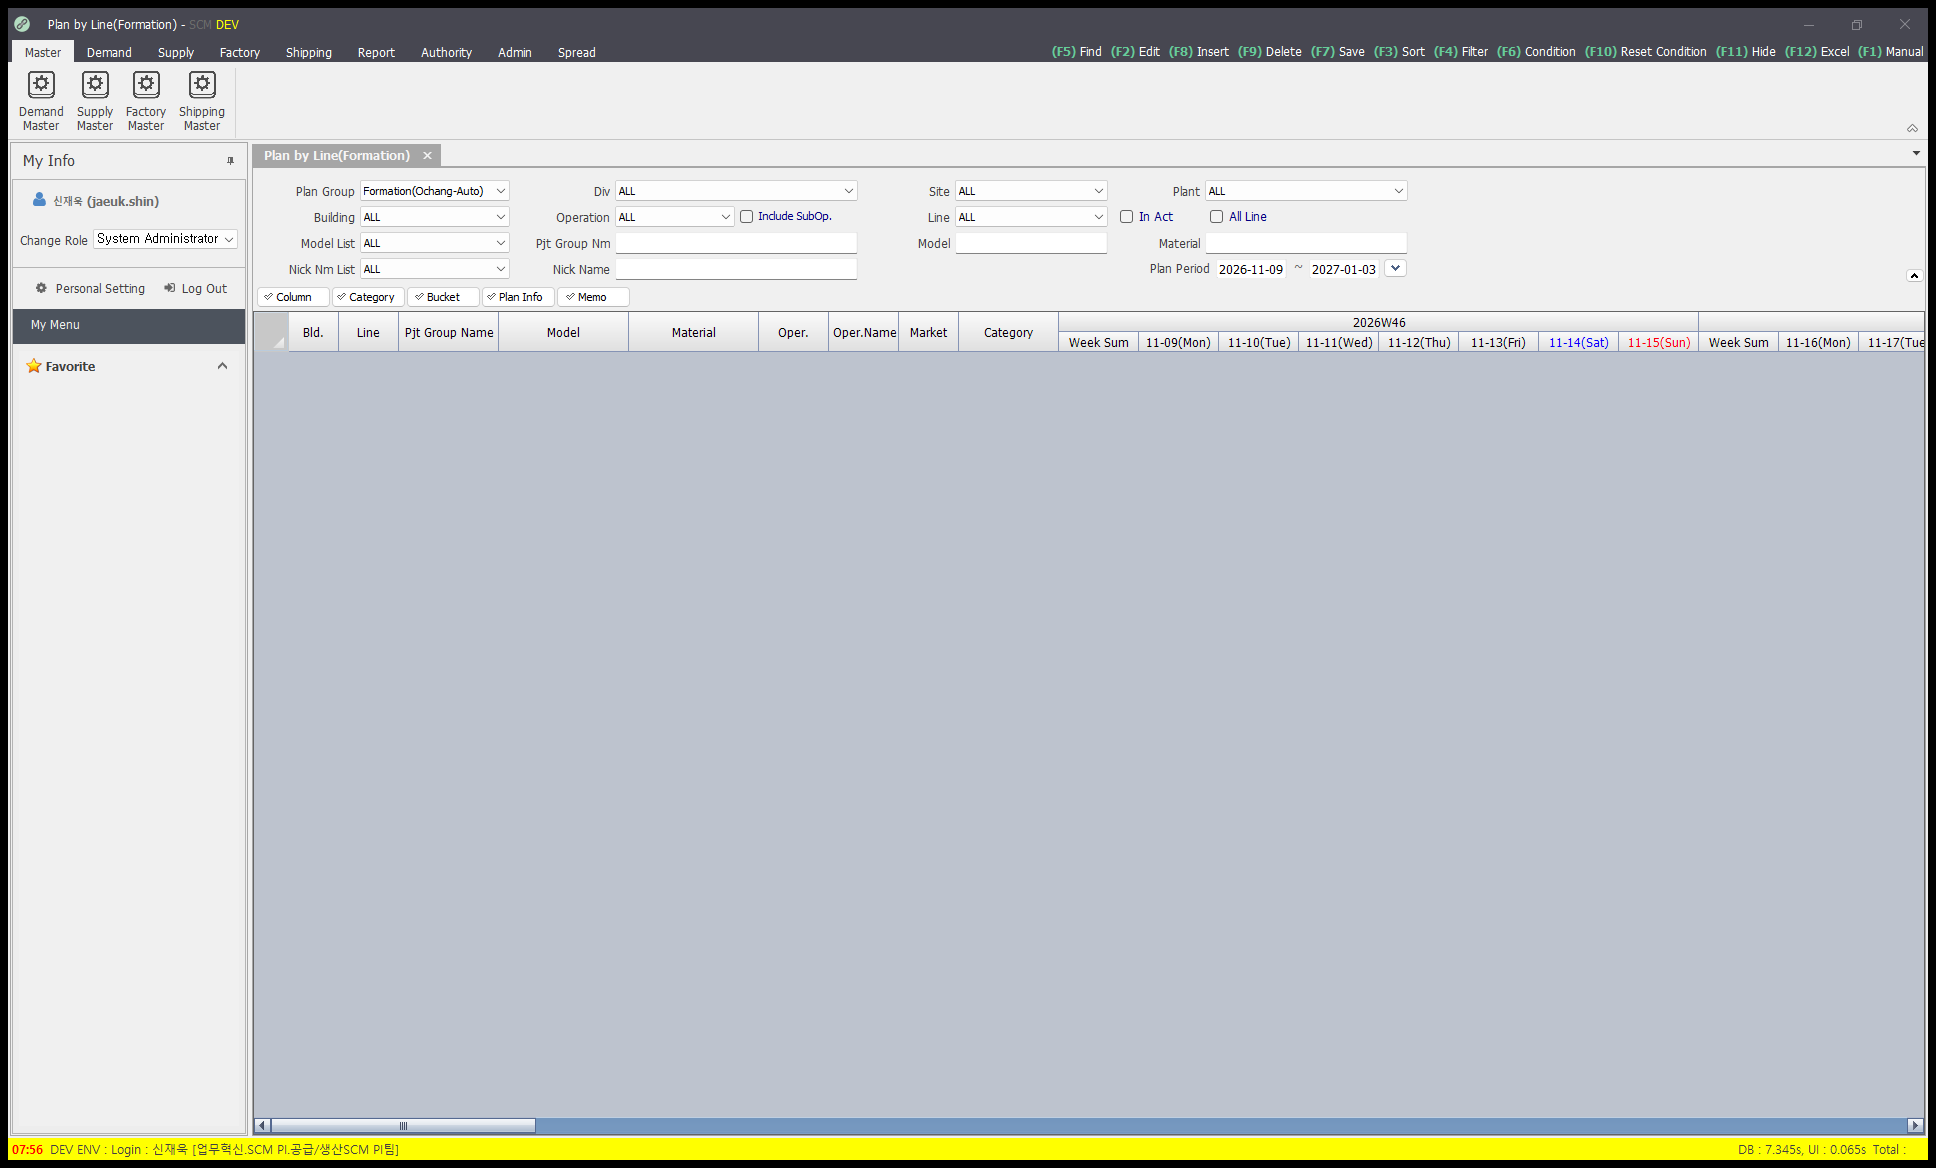 Plan by Line(Formation) - SCM DEV
Master Demand Supply Factory Shipping Report Authority Admin Spread
(F5) Find (F2) Edit (F8) Insert (F9) Delete (F7) Save (F3) Sort (F4) Filter (F6) Condition (F10) Reset Condition (F11) Hide (F12) Excel (F1) Manual
Demand Master
Supply Master
Factory Master
Shipping Master
My Info
신재욱 (jaeuk.shin)
Change Role System Administrator
Personal Setting Log Out
My Menu
Favorite
Plan by Line(Formation)
Plan Group Formation(Ochang-Auto) Div ALL Site ALL Plant ALL
Building ALL Operation ALL Include SubOp. Line ALL In Act All Line
Model List ALL Pjt Group Nm Model Material
Nick Nm List ALL Nick Name Plan Period 2026-11-09 ~ 2027-01-03
Column Category Bucket Plan Info Memo
Bld. Line Pjt Group Name Model Material Oper. Oper.Name Market Category
2026W46
Week Sum 11-09(Mon) 11-10(Tue) 11-11(Wed) 11-12(Thu) 11-13(Fri) 11-14(Sat) 11-15(Sun) Week Sum 11-16(Mon) 11-17(Tue
07:56 DEV ENV : Login : 신재욱 [업무혁신.SCM PI.공급/생산SCM PI팀]
DB : 7.345s, UI : 0.065s Total :